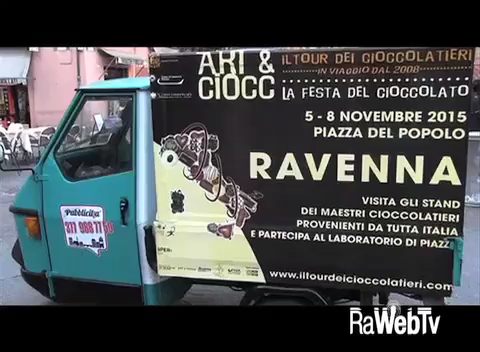 ART & CIOCC
IL TOUR DEI CIOCCOLATIERI
IN VIAGGIO DAL 2008
LA FESTA DEL CIOCCOLATO
5 - 8 NOVEMBRE 2015
PIAZZA DEL POPOLO
RAVENNA
VISITA GLI STAND
DEI MAESTRI CIOCCOLATIERI
PROVENIENTI DA TUTTA ITALIA
E PARTECIPA AL LABORATORIO DI PIAZZ
www.iltourdeicioccolatieri.com
Pubblicità
RaWebTv